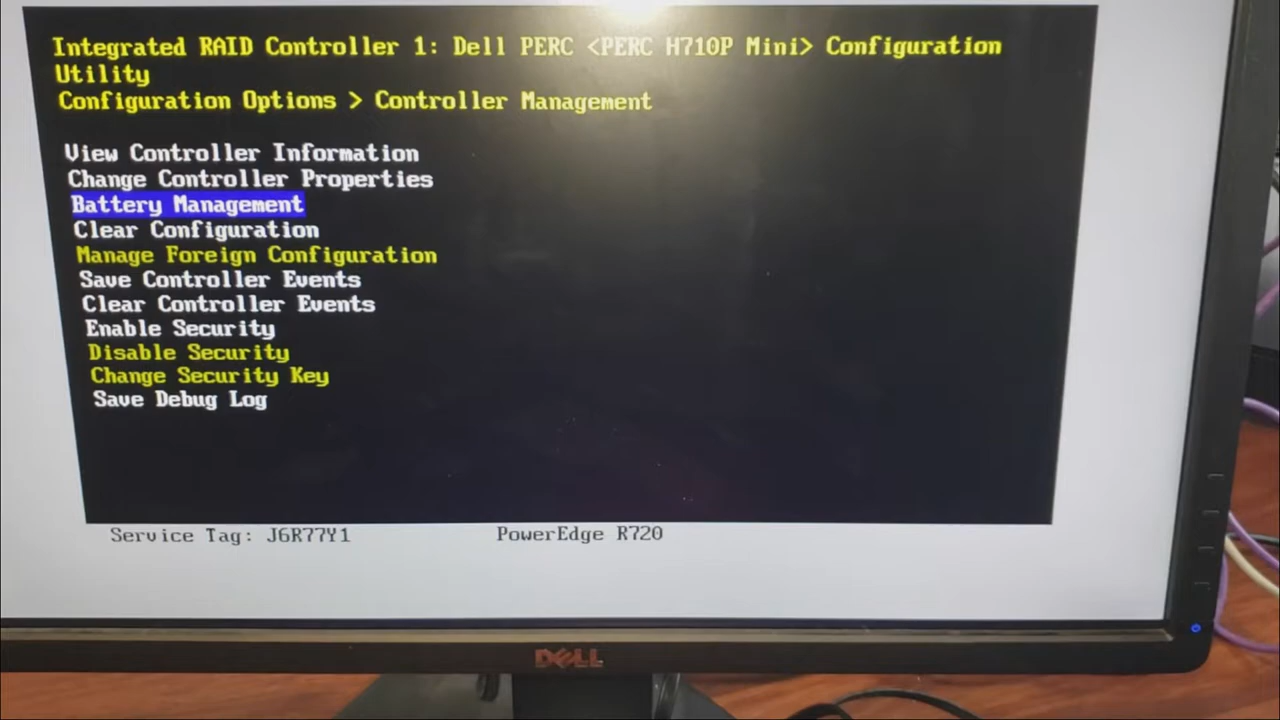 Integrated RAID Controller 1: Dell PERC <PERC H710P Mini> Configuration
Utility
Configuration Options > Controller Management
View Controller Information
Change Controller Properties
Battery Management
Clear Configuration
Manage Foreign Configuration
Save Controller Events
Clear Controller Events
Enable Security
Disable Security
Change Security Key
Save Debug Log
Service Tag: J6R77Y1 PowerEdge R720
DELL